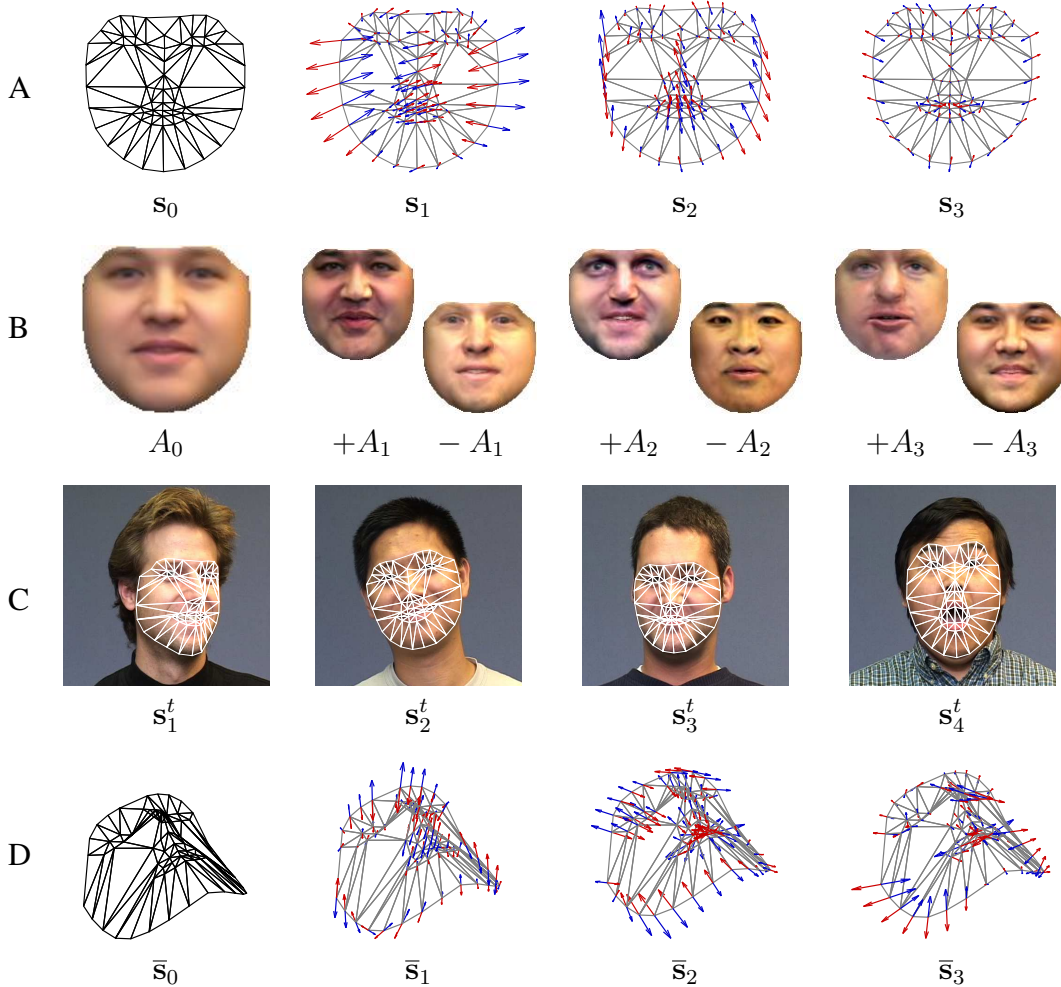 A
s₀ s₁ s₂ s₃
B
A₀ +A₁ − A₁ +A₂ − A₂ +A₃ − A₃
C
s₁ᵗ s₂ᵗ s₃ᵗ s₄ᵗ
D
s̄₀ s̄₁ s̄₂ s̄₃